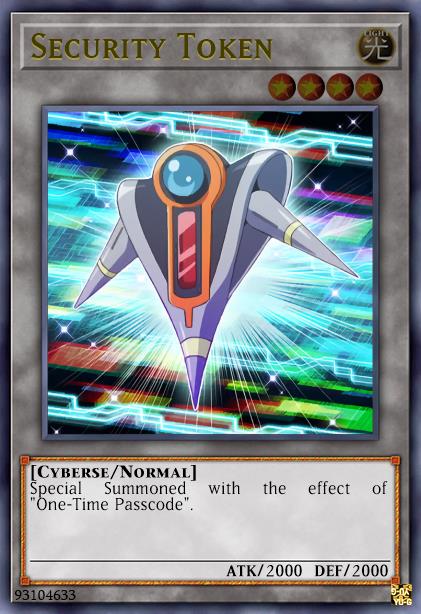 Security Token
LIGHT
光
[Cyberse/Normal]
Special Summoned with the effect of
"One-Time Passcode".
ATK/2000 DEF/2000
93104633